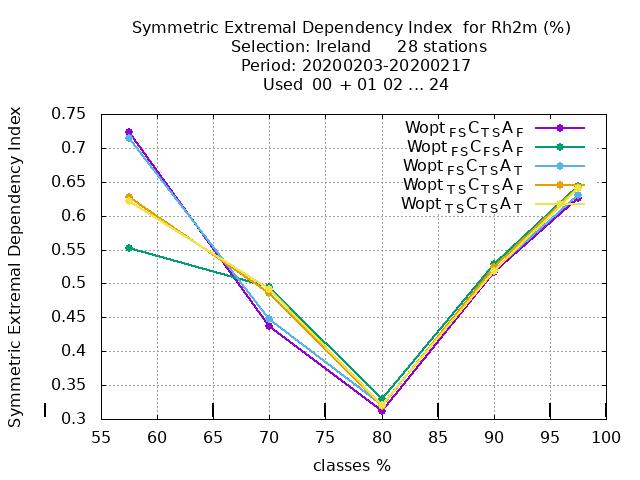 Symmetric Extremal Dependency Index for Rh2m (%)
Selection: Ireland 28 stations
Period: 20200203-20200217
Used 00 + 01 02 ... 24
Symmetric Extremal Dependency Index
0.75
0.7
0.65
0.6
0.55
0.5
0.45
0.4
0.35
0.3
Wopt FS C TS A F
Wopt FS C FS A F
Wopt FS C TS A T
Wopt TS C TS A F
Wopt TS C TS A T
55 60 65 70 75 80 85 90 95 100
classes %